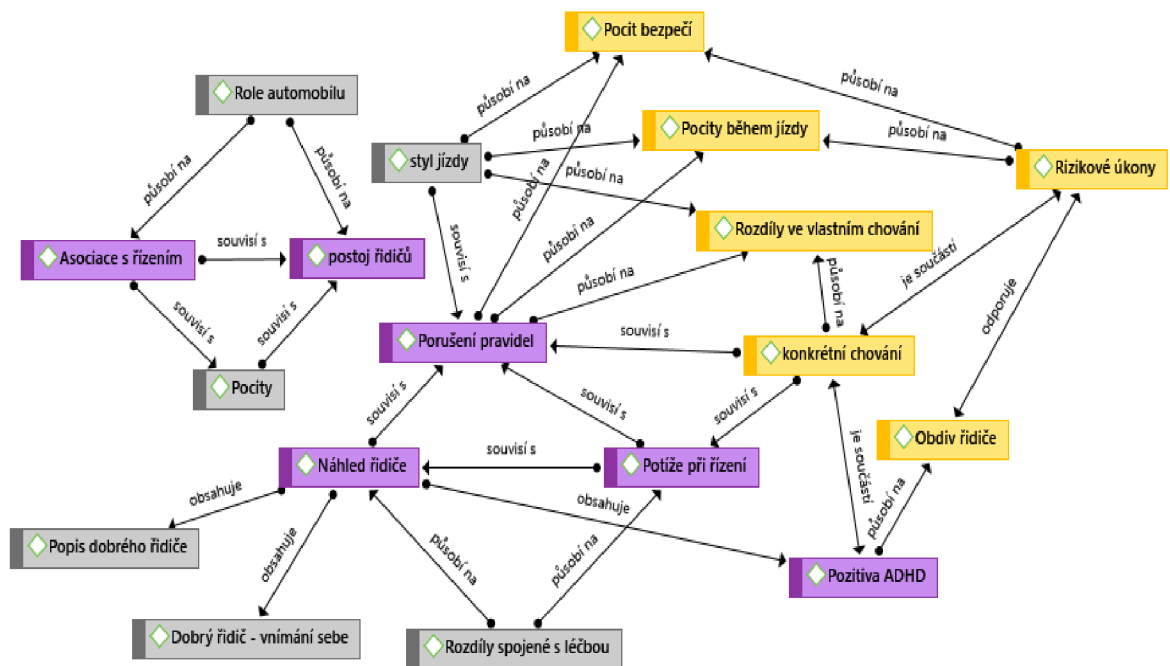 Pocit bezpečí
Role automobilu
působí na
působí na
Pocity během jízdy
působí na
působí na
styl jízdy
Rizikové úkony
působí na
působí na
působí na
působí na
působí na
Rozdíly ve vlastním chování
Asociace s řízením
souvisí s
postoj řidičů
souvisí s
působí na
působí na
působí na
je součástí
odporuje
souvisí s
souvisí s
Porušení pravidel
souvisí s
konkrétní chování
Pocity
souvisí s
souvisí s
souvisí s
Obdiv řidiče
Náhled řidiče
souvisí s
Potíže při řízení
je součástí
působí na
obsahuje
obsahuje
Popis dobrého řidiče
obsahuje
působí na
působí na
Pozitiva ADHD
Dobrý řidič - vnímání sebe
Rozdíly spojené s léčbou